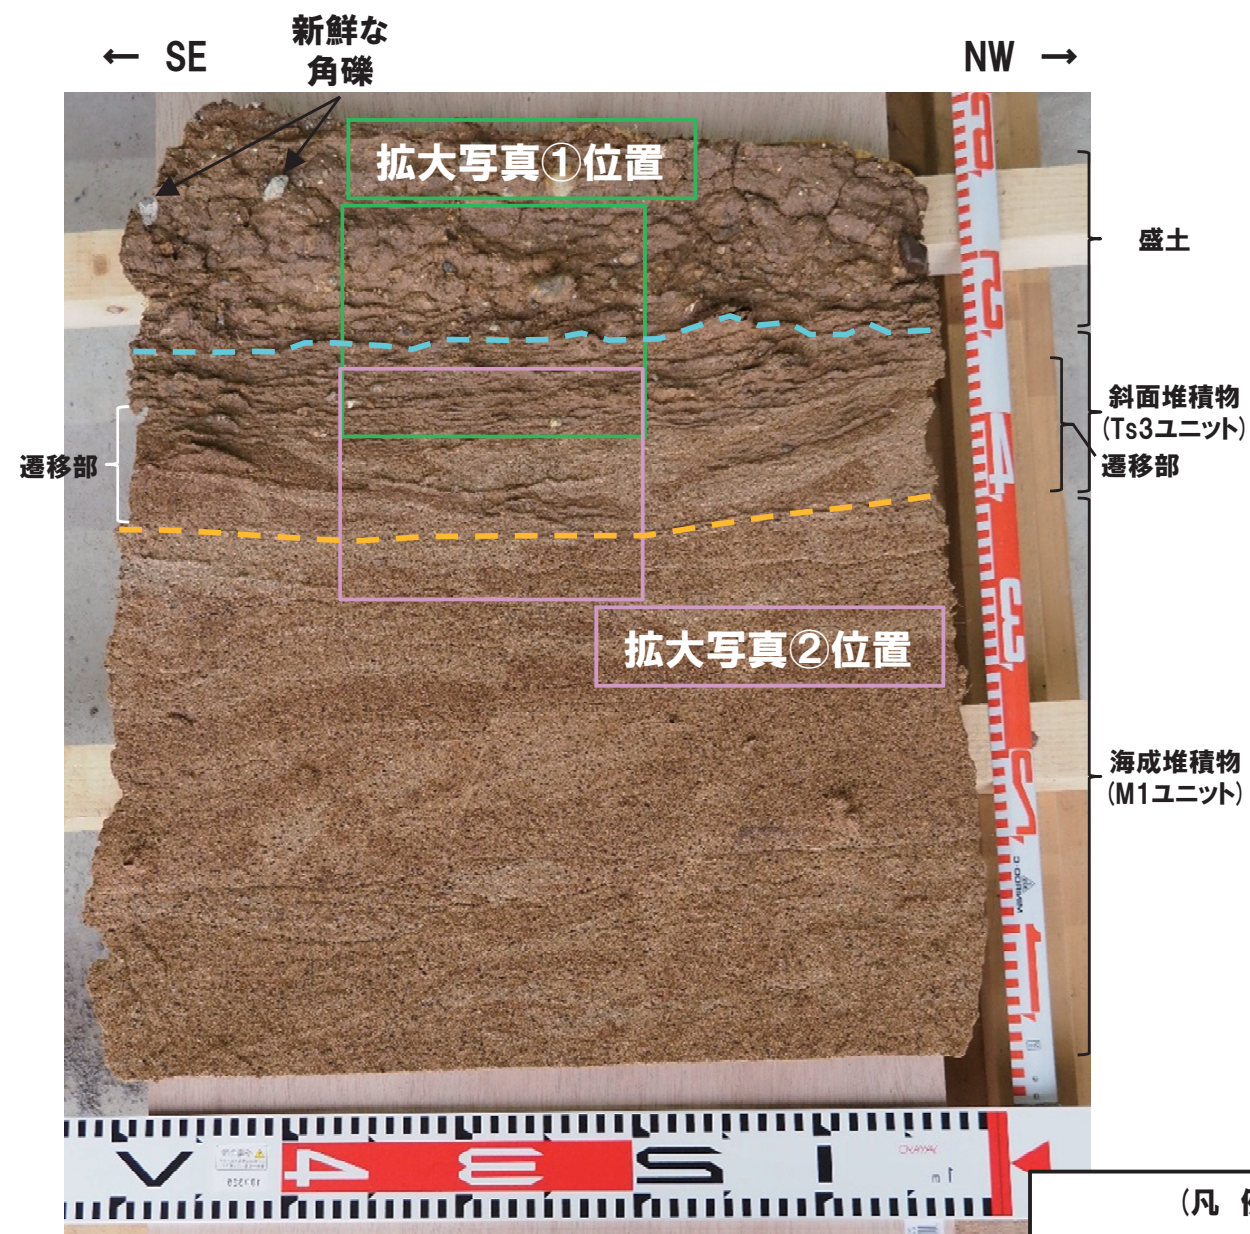 ← SE
新鮮な
角礫
NW →
拡大写真①位置
盛土
斜面堆積物
(Ts3ユニット)
遷移部
遷移部
拡大写真②位置
海成堆積物
(M1ユニット)
1 m
(凡 例